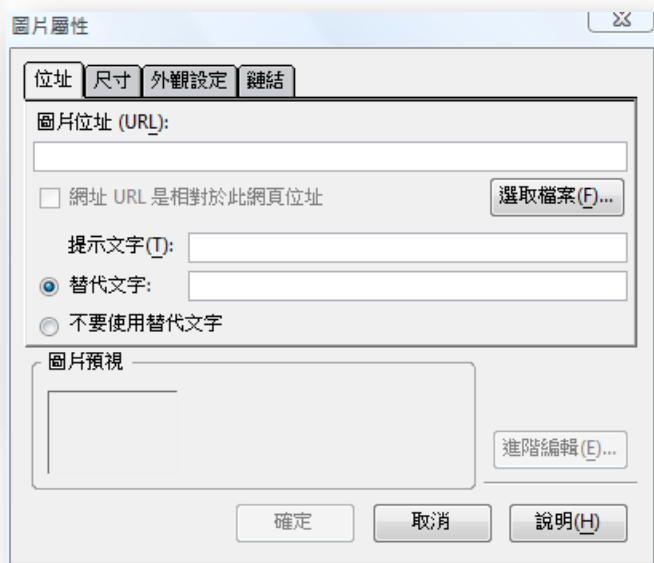 圖片屬性
位址 尺寸 外觀設定 鏈結
圖片位址 (URL):
網址 URL 是相對於此網頁位址 選取檔案(F)...
提示文字(T):
替代文字:
不要使用替代文字
圖片預視
進階編輯(E)...
確定 取消 說明(H)